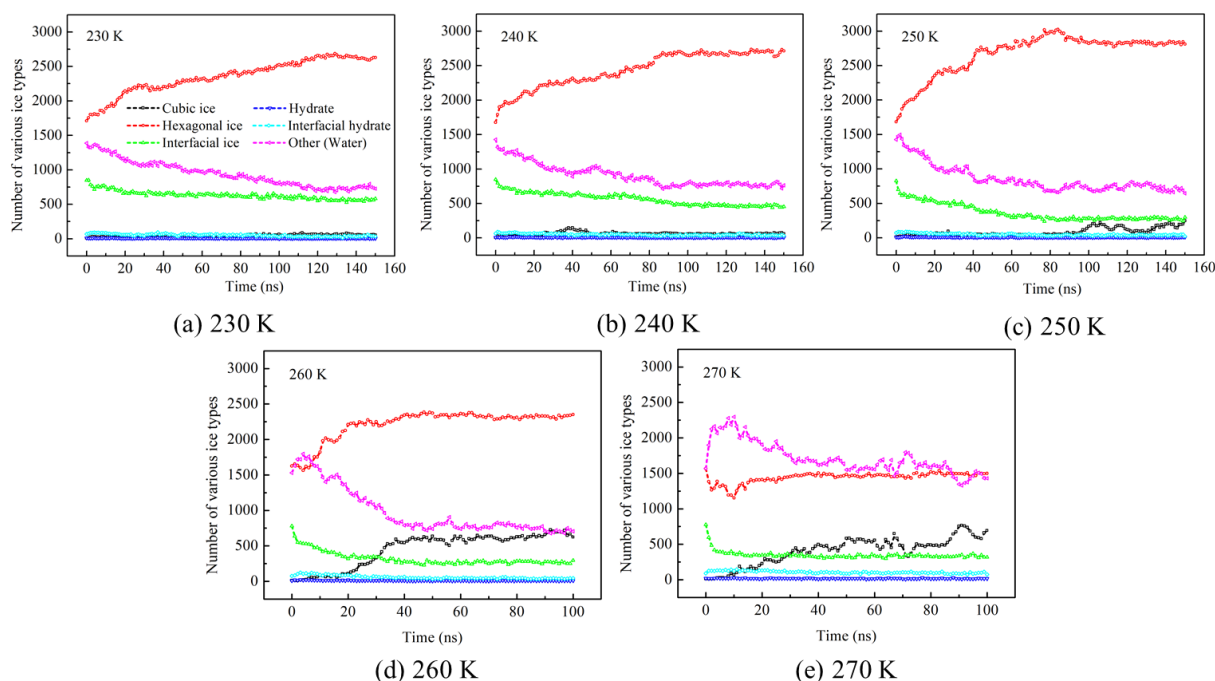 230 K
Cubic ice
Hexagonal ice
Interfacial ice
Hydrate
Interfacial hydrate
Other (Water)
Number of various ice types
3000
2500
2000
1500
1000
500
0
0 20 40 60 80 100 120 140 160
Time (ns)
(a) 230 K
240 K
Number of various ice types
3000
2500
2000
1500
1000
500
0
0 20 40 60 80 100 120 140 160
Time (ns)
(b) 240 K
250 K
Number of various ice types
3000
2500
2000
1500
1000
500
0
0 20 40 60 80 100 120 140 160
Time (ns)
(c) 250 K
260 K
Number of various ice types
3000
2500
2000
1500
1000
500
0
0 20 40 60 80 100
Time (ns)
(d) 260 K
270 K
Number of various ice types
3000
2500
2000
1500
1000
500
0
0 20 40 60 80 100
Time (ns)
(e) 270 K